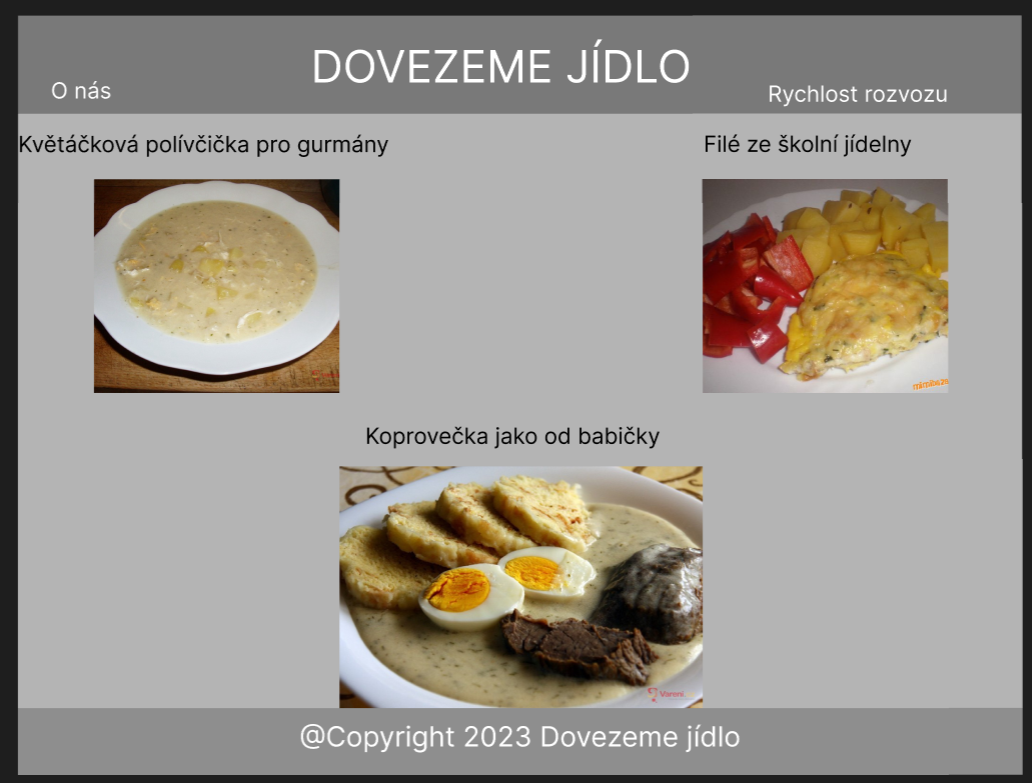 DOVEZEME JÍDLO
O nás
Rychlost rozvozu
Květáčková polívčička pro gurmány
Filé ze školní jídelny
Koprovečka jako od babičky
@Copyright 2023 Dovezeme jídlo